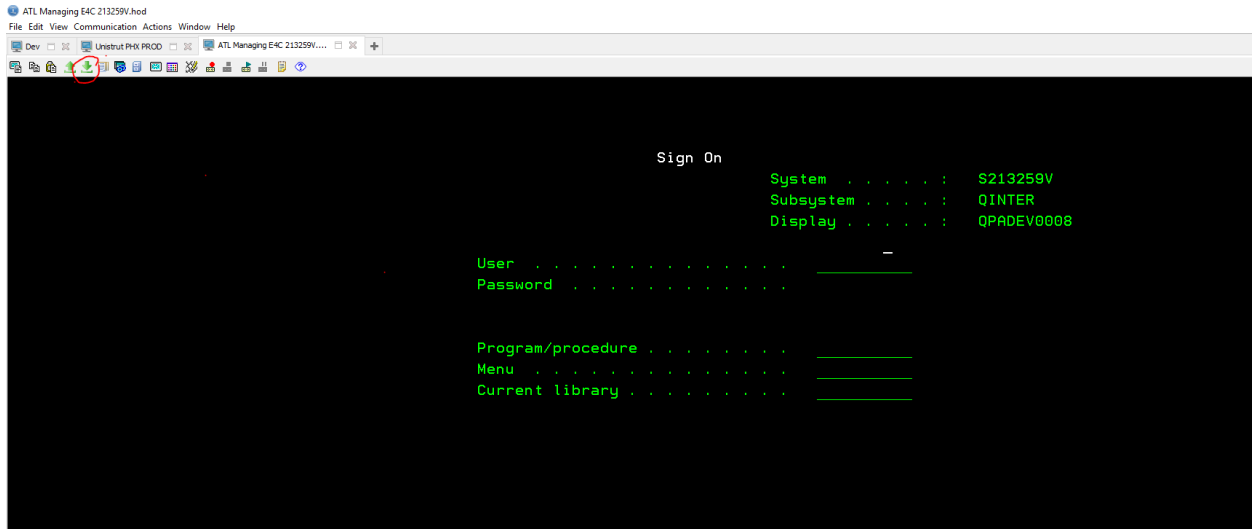 ATL Managing E4C 213259V.hod
File Edit View Communication Actions Window Help
Dev Unistrut PHX PROD ATL Managing E4C 213259V....
Sign On
System . . . . . : S213259V
Subsystem . . . . : QINTER
Display . . . . . : QPADEV0008
User . . . . . . . . . . . . . .
Password . . . . . . . . . . . .
Program/procedure . . . . . . . .
Menu . . . . . . . . . . . . . .
Current library . . . . . . . . .